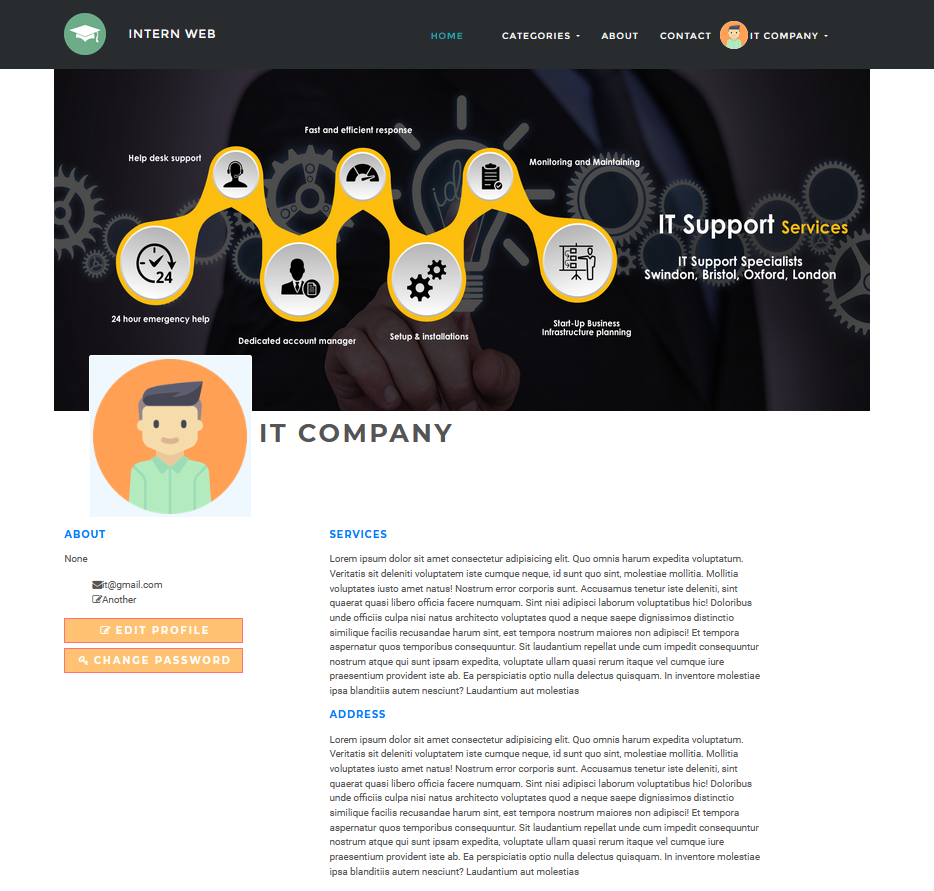 INTERN WEB
HOME
CATEGORIES
ABOUT
CONTACT
IT COMPANY
Fast and efficient response
Help desk support
Monitoring and Maintaining
IT Support Services
IT Support Specialists
Swindon, Bristol, Oxford, London
24
24 hour emergency help
Dedicated account manager
Setup & installations
Start-Up Business
Infrastructure planning
IT COMPANY
ABOUT
None
it@gmail.com
Another
EDIT PROFILE
CHANGE PASSWORD
SERVICES
Lorem ipsum dolor sit amet consectetur adipisicing elit. Quo omnis harum expedita voluptatum.
Veritatis sit deleniti voluptatem iste cumque neque, id sunt quo sint, molestiae mollitia. Mollitia
voluptates iusto amet natus! Nostrum error corporis sunt. Accusamus tenetur iste deleniti, sint
quaerat quasi libero officia facere numquam. Sint nisi adipisci laborum voluptatibus hic! Doloribus
unde officiis culpa nisi natus architecto voluptates quod a neque saepe dignissimos distinctio
similique facilis recusandae harum sint, est tempora nostrum maiores non adipisci! Et tempora
aspernatur quos temporibus consequuntur. Sit laudantium repellat unde cum impedit consequuntur
nostrum atque qui sunt ipsam expedita, voluptate ullam quasi rerum itaque vel cumque iure
praesentium provident iste ab. Ea perspiciatis optio nulla delectus quisquam. In inventore molestiae
ipsa blanditiis autem nesciunt? Laudantium aut molestias
ADDRESS
Lorem ipsum dolor sit amet consectetur adipisicing elit. Quo omnis harum expedita voluptatum.
Veritatis sit deleniti voluptatem iste cumque neque, id sunt quo sint, molestiae mollitia. Mollitia
voluptates iusto amet natus! Nostrum error corporis sunt. Accusamus tenetur iste deleniti, sint
quaerat quasi libero officia facere numquam. Sint nisi adipisci laborum voluptatibus hic! Doloribus
unde officiis culpa nisi natus architecto voluptates quod a neque saepe dignissimos distinctio
similique facilis recusandae harum sint, est tempora nostrum maiores non adipisci! Et tempora
aspernatur quos temporibus consequuntur. Sit laudantium repellat unde cum impedit consequuntur
nostrum atque qui sunt ipsam expedita, voluptate ullam quasi rerum itaque vel cumque iure
praesentium provident iste ab. Ea perspiciatis optio nulla delectus quisquam. In inventore molestiae
ipsa blanditiis autem nesciunt? Laudantium aut molestias